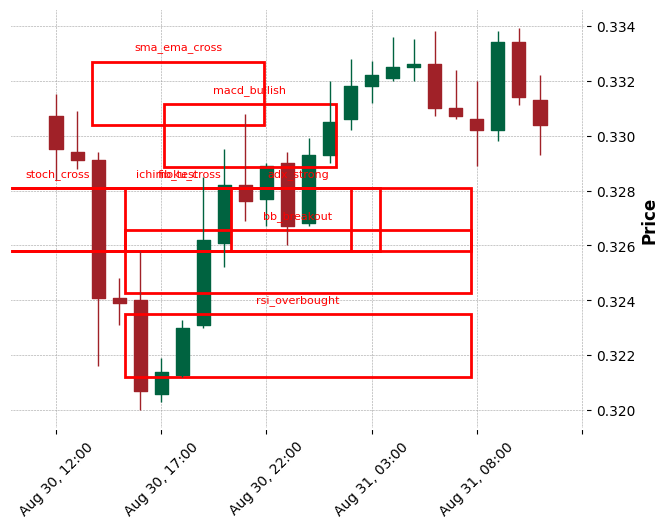 sma_ema_cross
macd_bullish
stoch_cross
adx_strong
bb_breakout
rsi_overbought
0.334
0.332
0.330
0.328
0.326
0.324
0.322
0.320
Price
Aug 30, 12:00
Aug 30, 17:00
Aug 30, 22:00
Aug 31, 03:00
Aug 31, 08:00